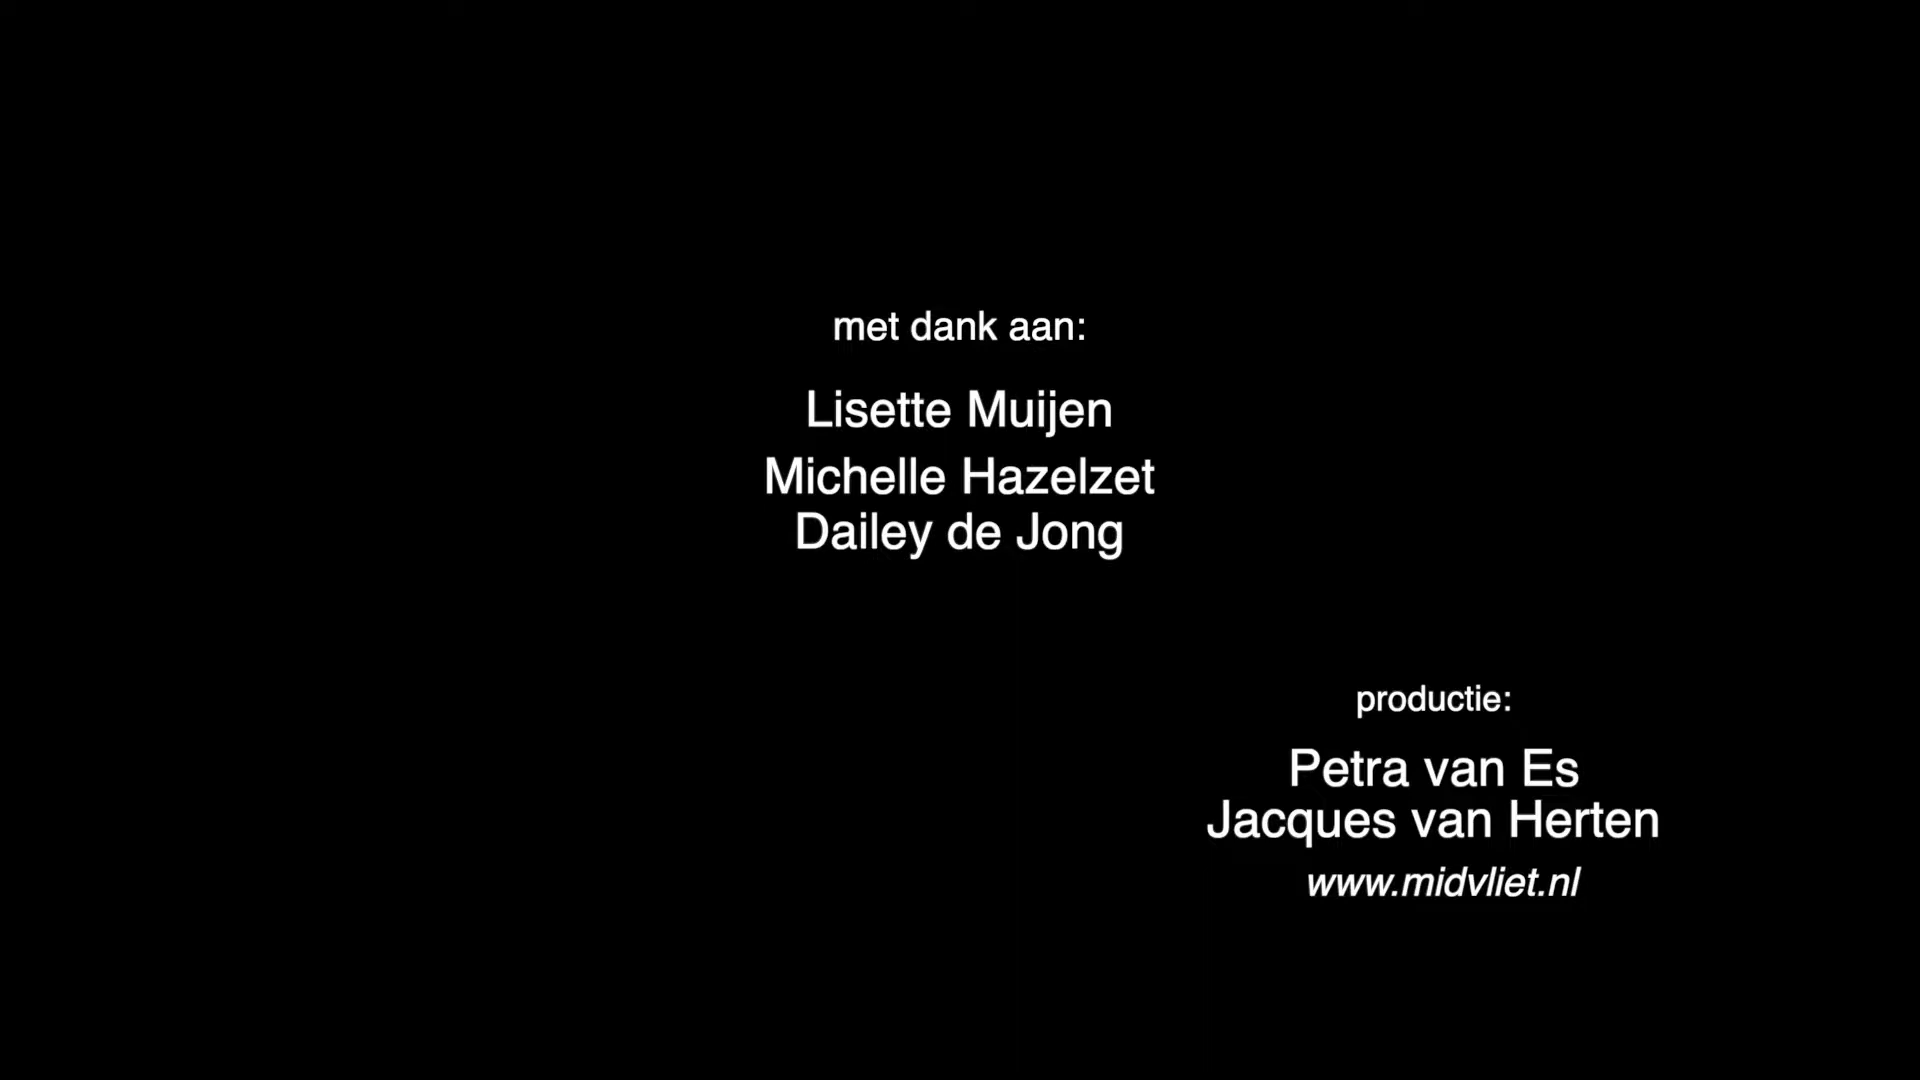 met dank aan:
Lisette Muijen
Michelle Hazelzet
Dailey de Jong
productie:
Petra van Es
Jacques van Herten
www.midvliet.nl